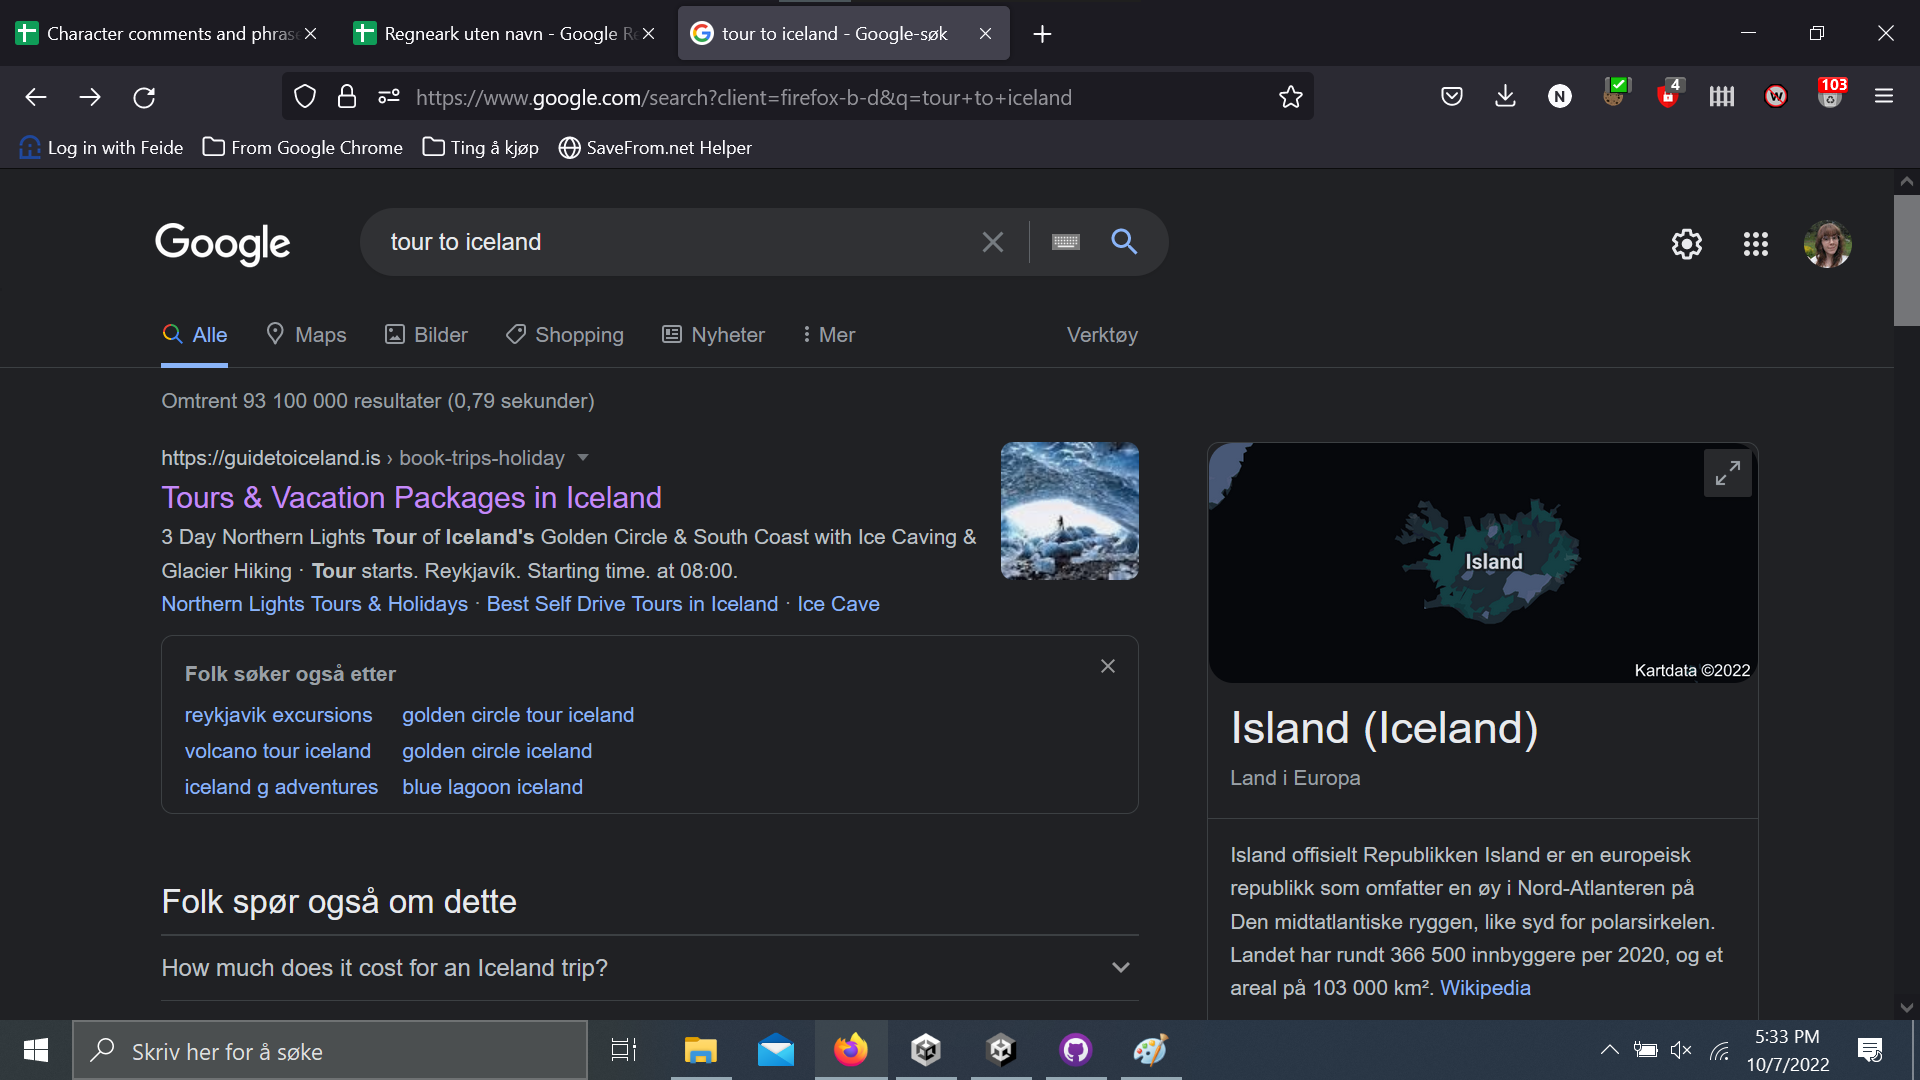 Character comments and phrase
Regneark uten navn - Google Re
tour to iceland - Google-søk
https://www.google.com/search?client=firefox-b-d&q=tour+to+iceland
N
4
W
103
Log in with Feide
From Google Chrome
Ting å kjøp
SaveFrom.net Helper
Google
tour to iceland
Alle
Maps
Bilder
Shopping
Nyheter
Mer
Verktøy
Omtrent 93 100 000 resultater (0,79 sekunder)
https://guidetoiceland.is › book-trips-holiday
Tours & Vacation Packages in Iceland
3 Day Northern Lights Tour of Iceland's Golden Circle & South Coast with Ice Caving &
Glacier Hiking · Tour starts. Reykjavík. Starting time. at 08:00.
Northern Lights Tours & Holidays · Best Self Drive Tours in Iceland · Ice Cave
Folk søker også etter
reykjavik excursions
golden circle tour iceland
volcano tour iceland
golden circle iceland
iceland g adventures
blue lagoon iceland
Folk spør også om dette
How much does it cost for an Iceland trip?
Island
Kartdata ©2022
Island (Iceland)
Land i Europa
Island offisielt Republikken Island er en europeisk
republikk som omfatter en øy i Nord-Atlanteren på
Den midtatlantiske ryggen, like syd for polarsirkelen.
Landet har rundt 366 500 innbyggere per 2020, og et
areal på 103 000 km². Wikipedia
Skriv her for å søke
5:33 PM
10/7/2022